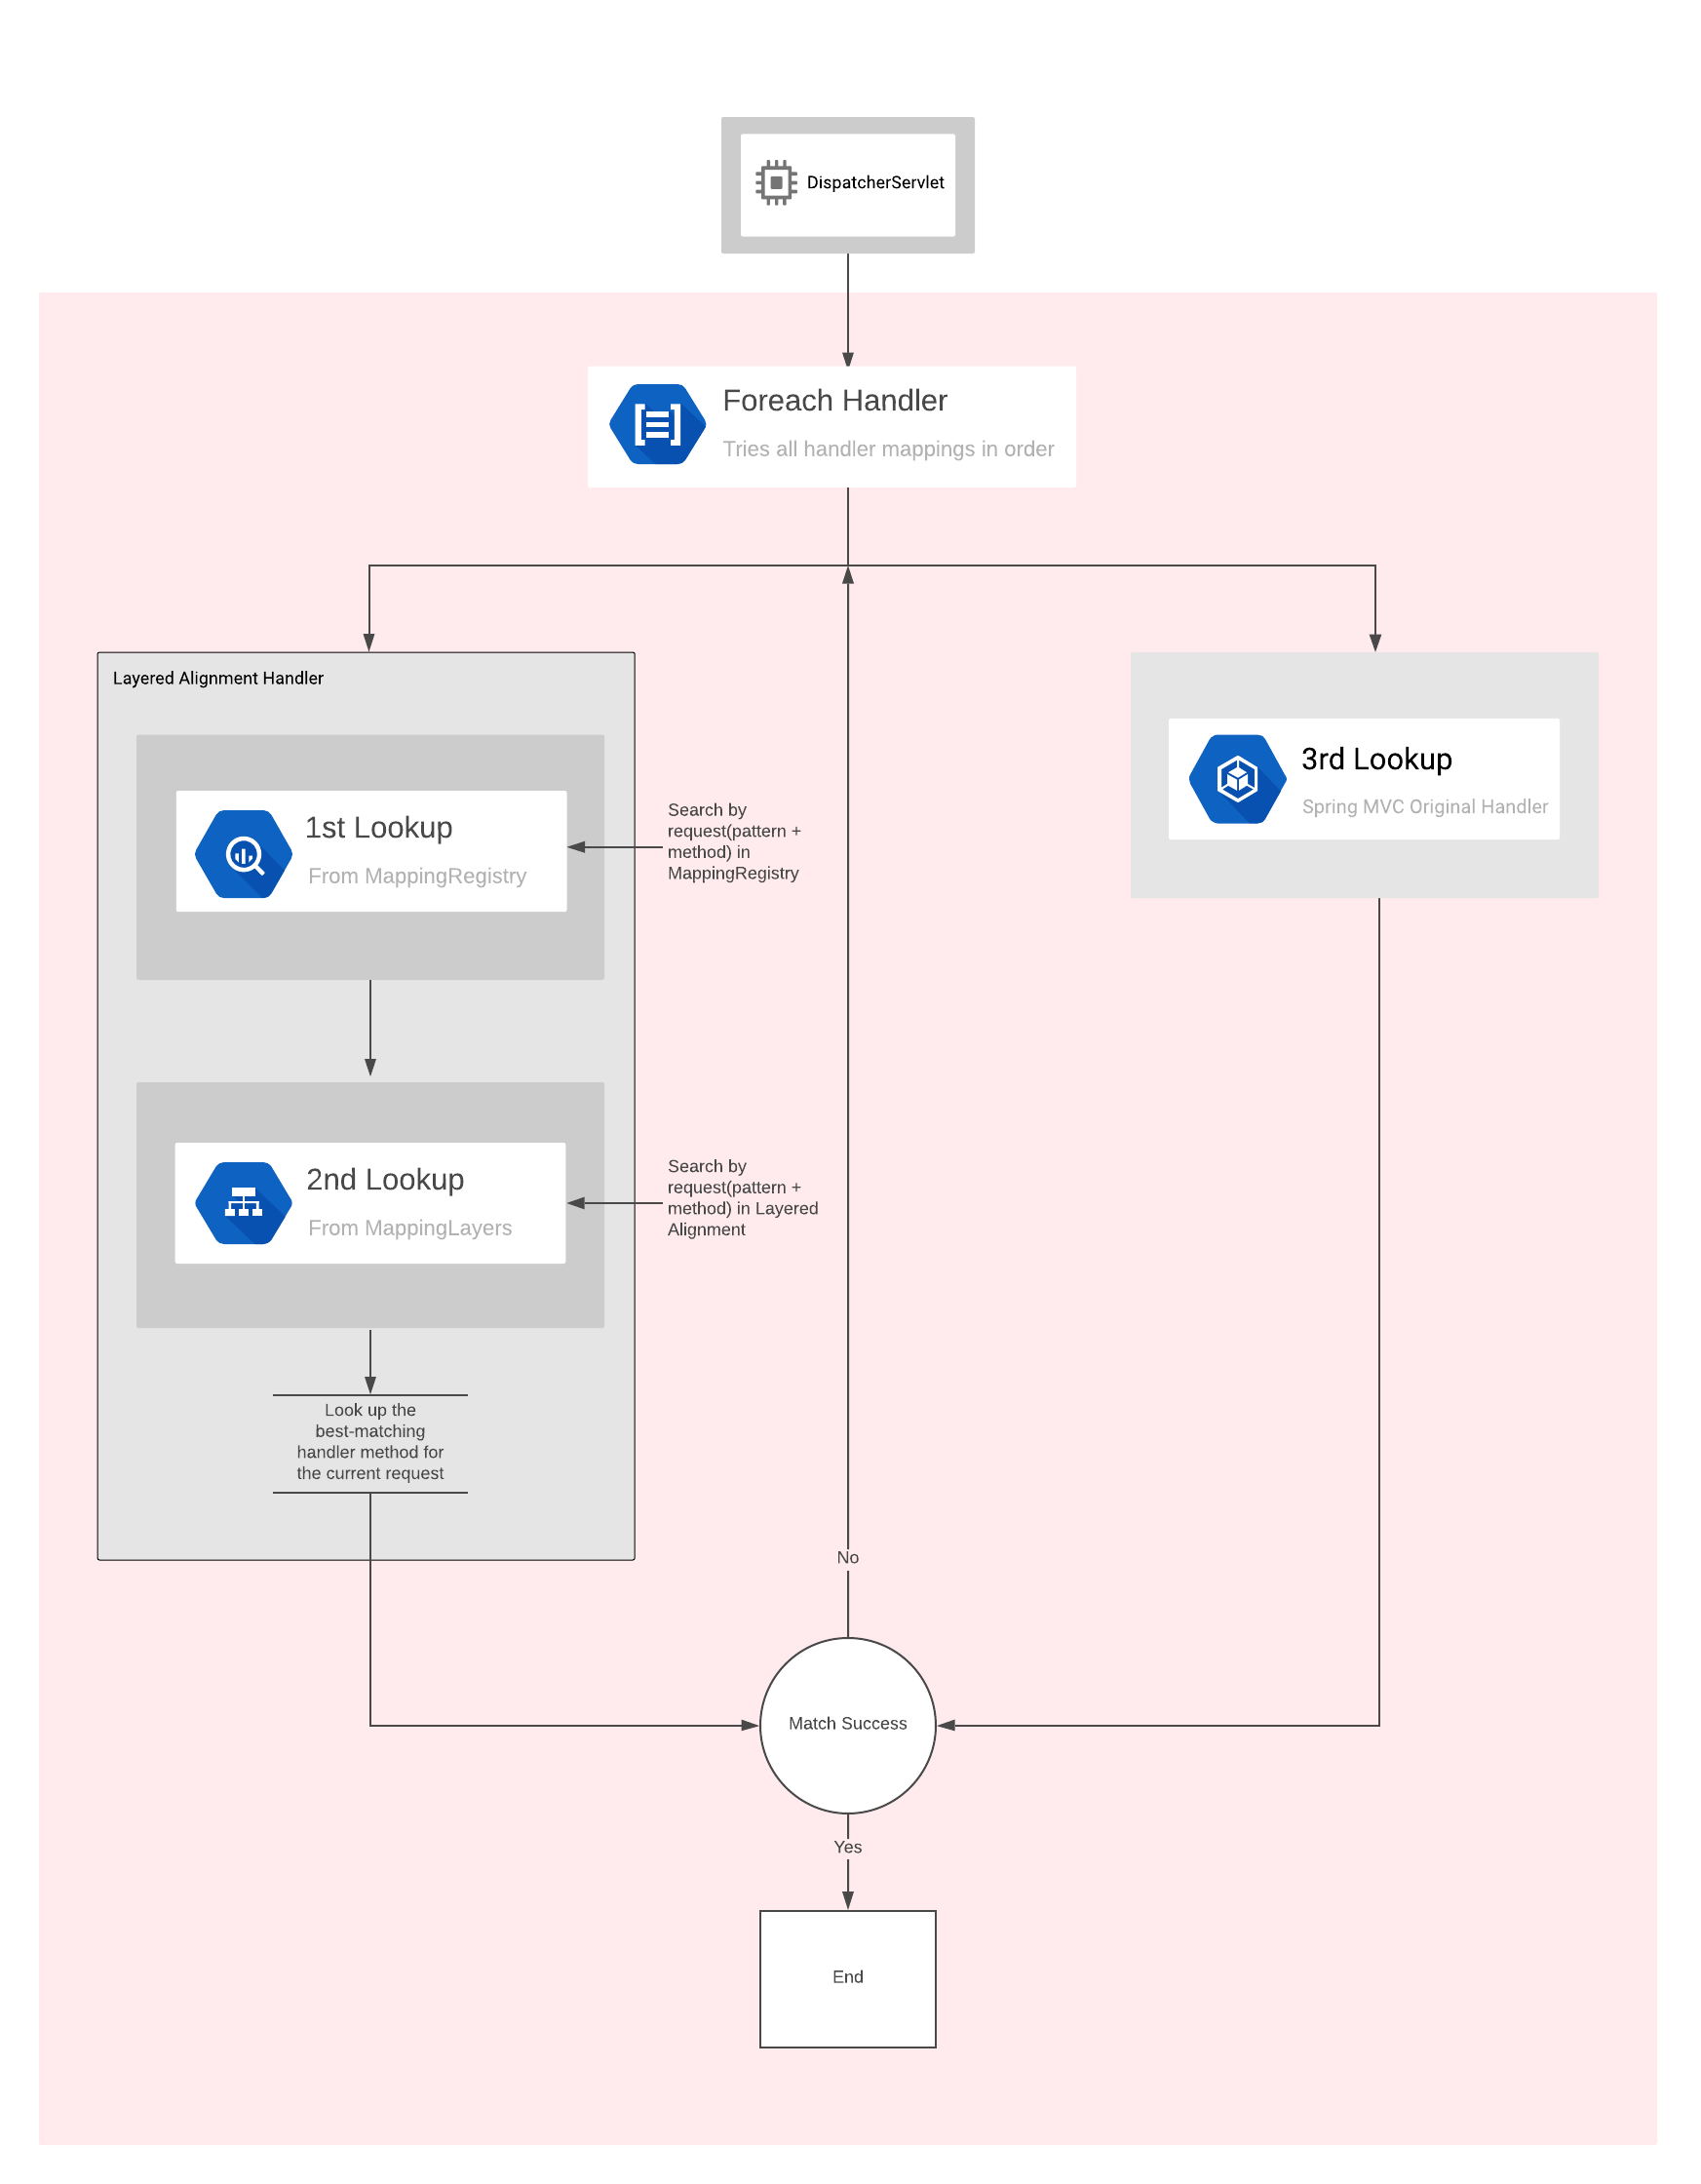 DispatcherServlet
Foreach Handler
Tries all handler mappings in order
Layered Alignment Handler
1st Lookup
From MappingRegistry
Search by
request(pattern +
method) in
MappingRegistry
3rd Lookup
Spring MVC Original Handler
2nd Lookup
From MappingLayers
Search by
request(pattern +
method) in Layered
Alignment
Look up the
best-matching
handler method for
the current request
No
Match Success
Yes
End